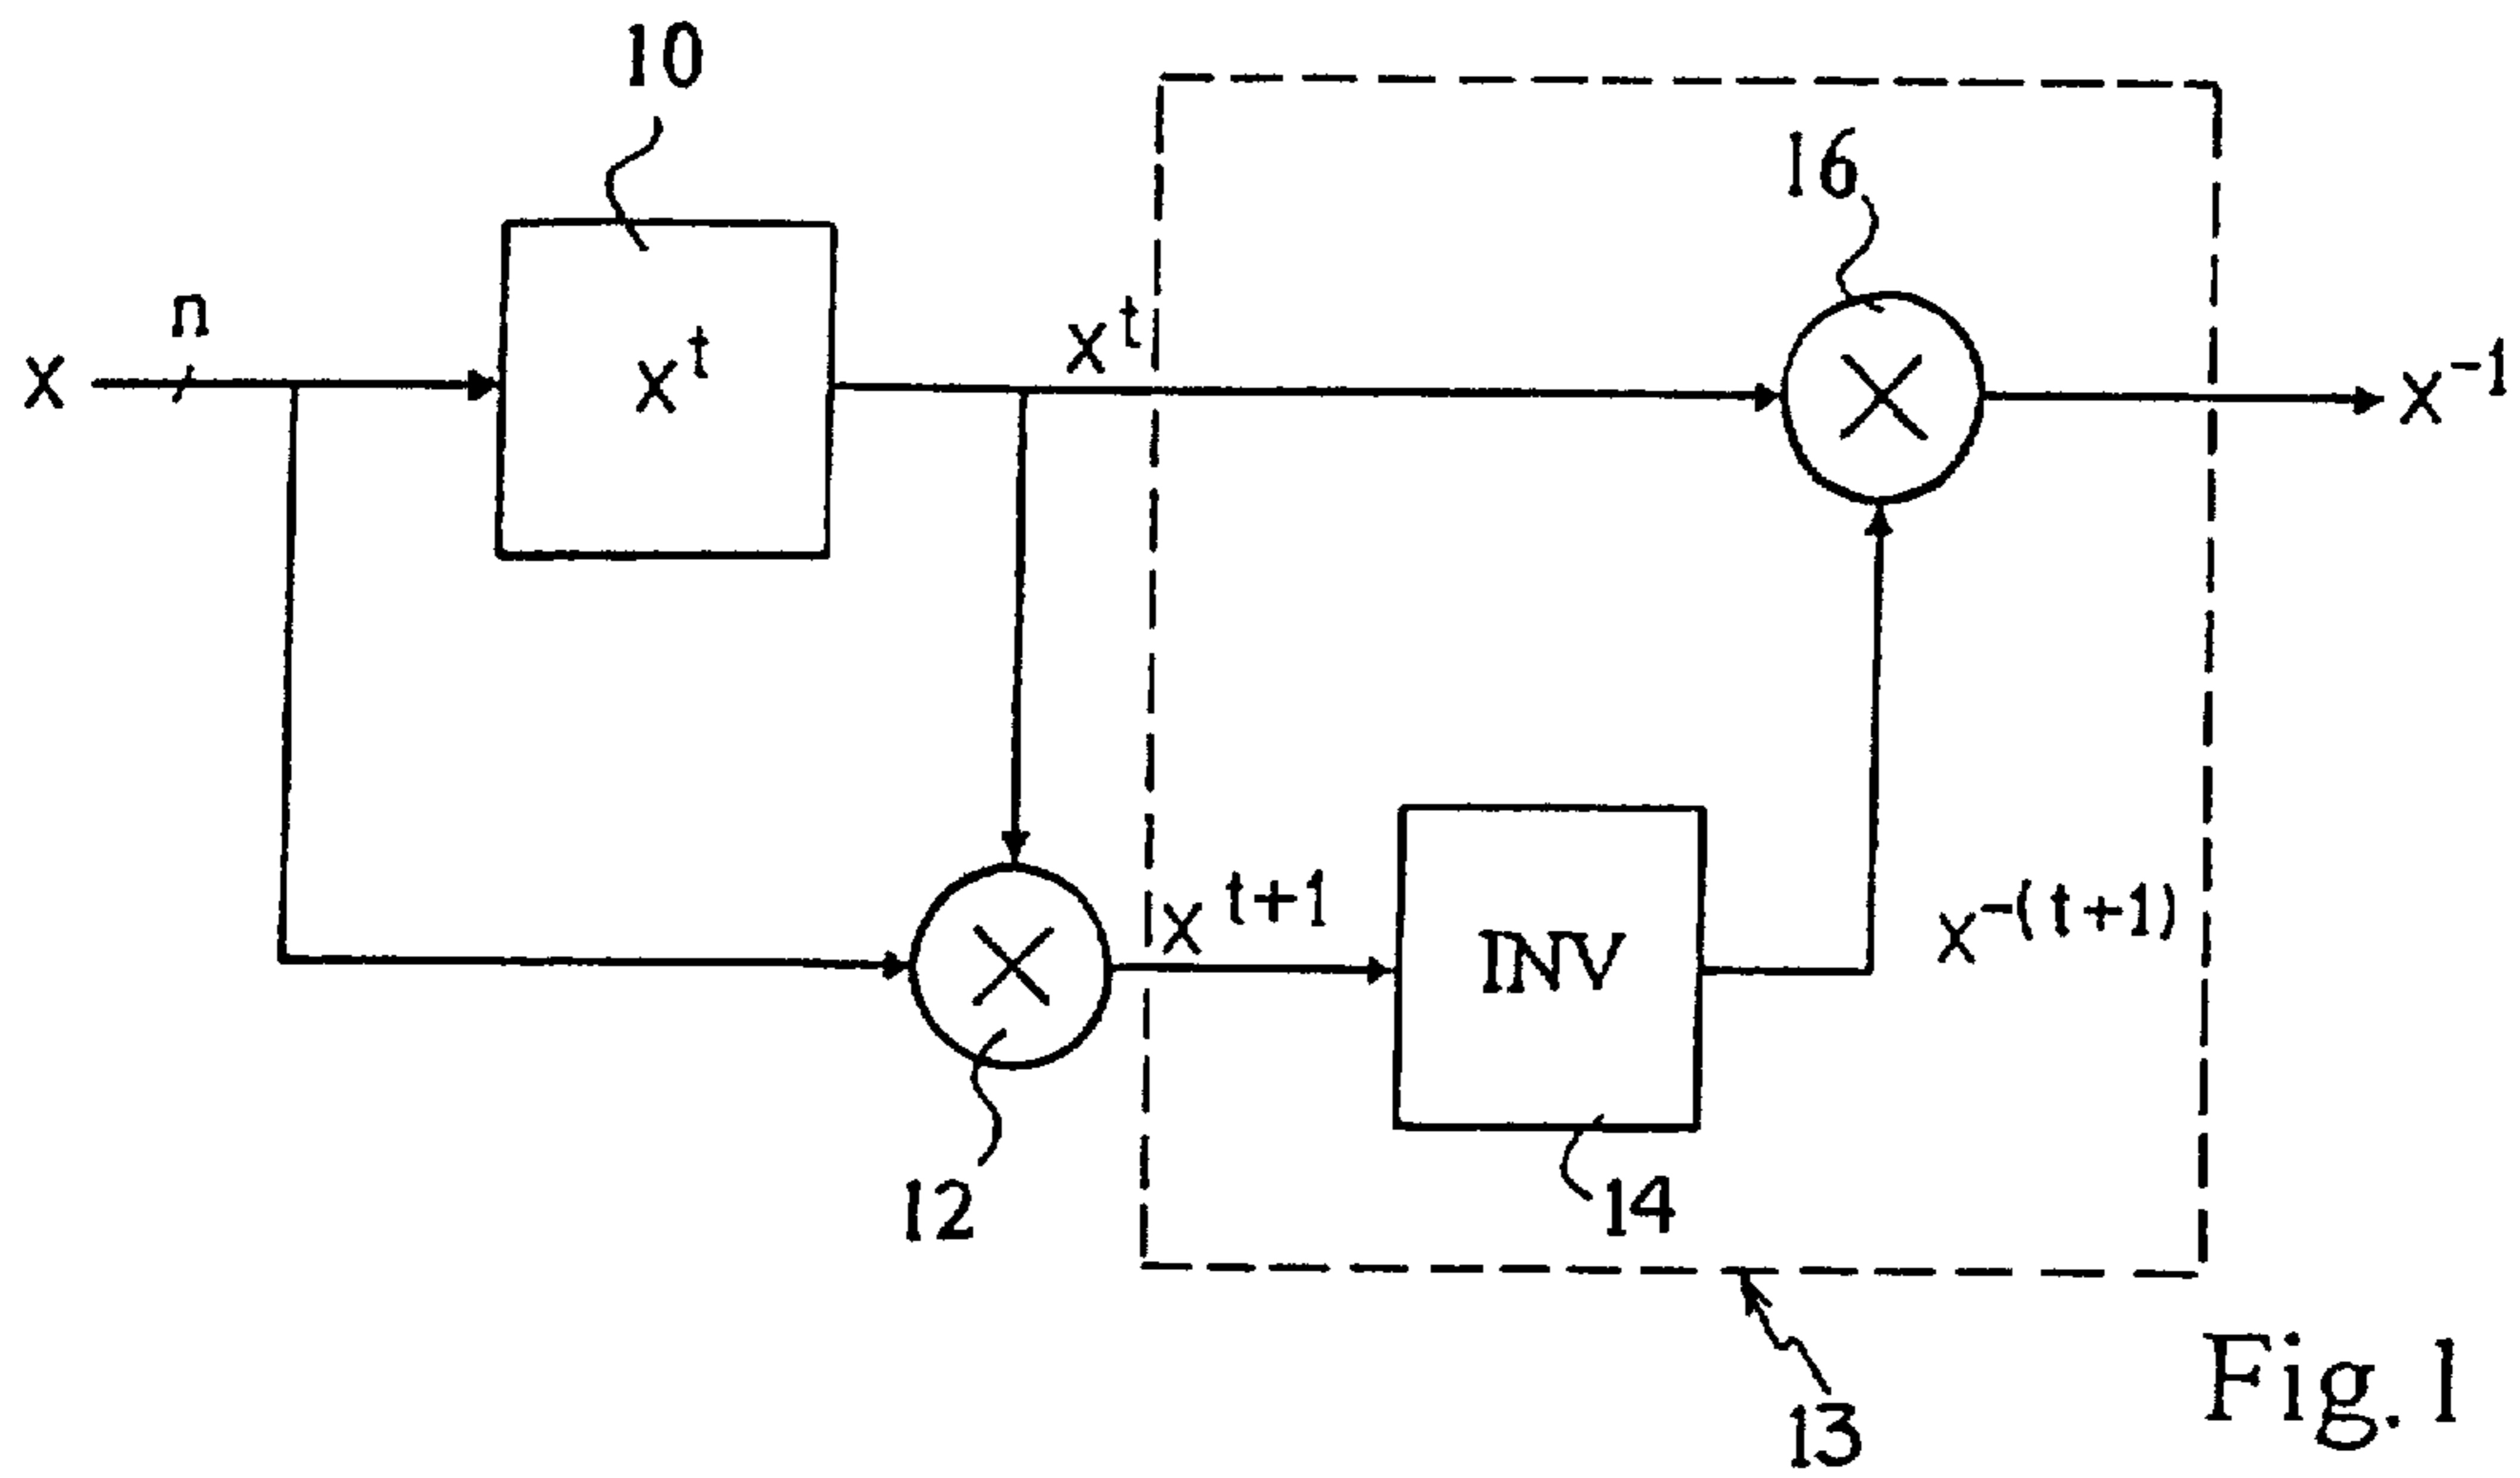 10
16
n
x
x^t
x^t
x^-1
x^t+1
INV
x^-(t+1)
12
14
13
Fig. 1